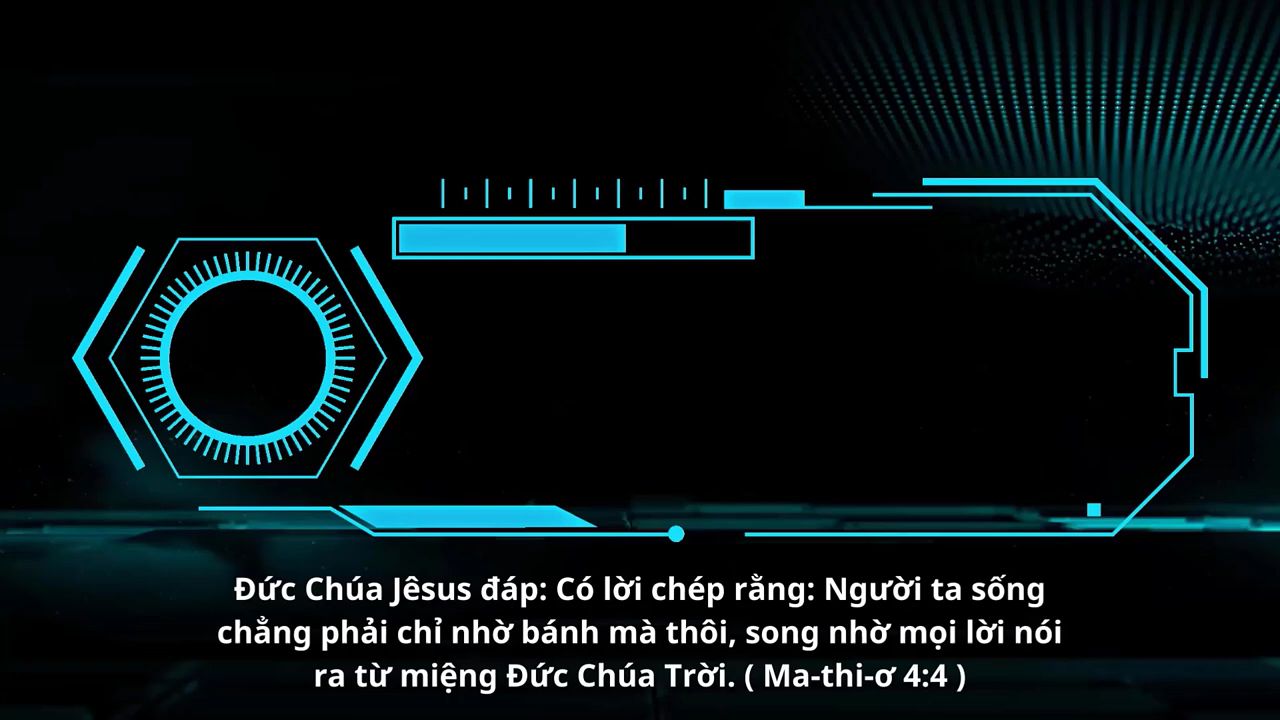 Đức Chúa Jêsus đáp: Có lời chép rằng: Người ta sống
chẳng phải chỉ nhờ bánh mà thôi, song nhờ mọi lời nói
ra từ miệng Đức Chúa Trời. ( Ma-thi-ơ 4:4 )